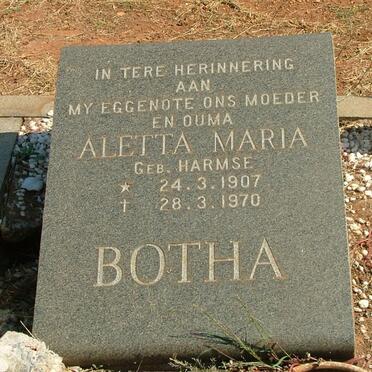 IN TERE HERINNERING
AAN
MY EGGENOTE ONS MOEDER
EN OUMA
ALETTA MARIA
GEB. HARMSE
★ 24.3.1907
† 28.3.1970
BOTHA